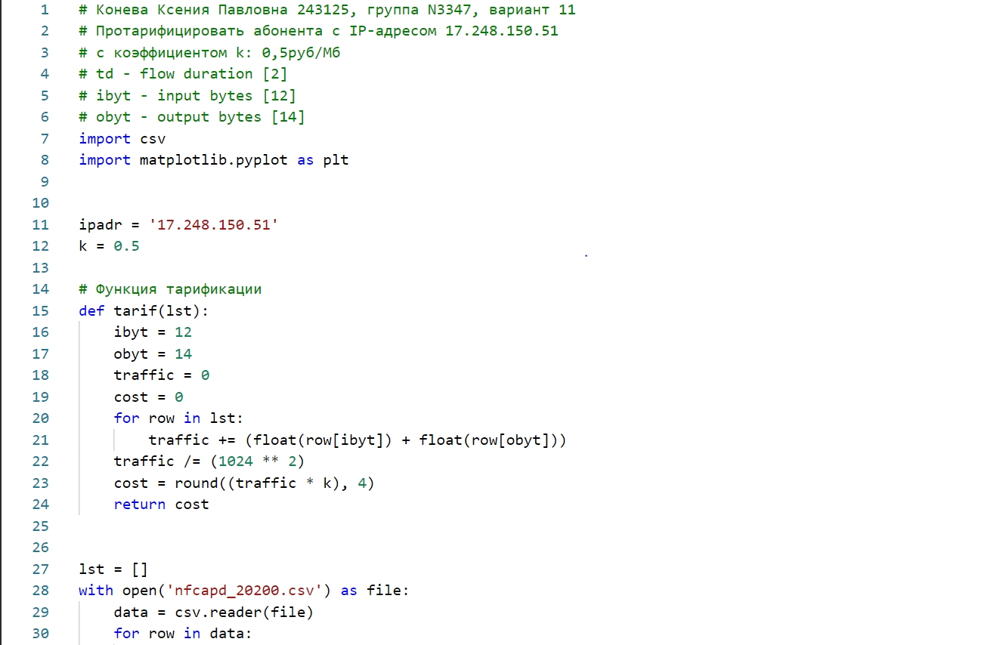 1 # Конева Ксения Павловна 243125, группа N3347, вариант 11
2 # Протарифицировать абонента с IP-адресом 17.248.150.51
3 # с коэффициентом k: 0,5руб/Мб
4 # td - flow duration [2]
5 # ibyt - input bytes [12]
6 # obyt - output bytes [14]
7 import csv
8 import matplotlib.pyplot as plt
9
10
11 ipadr = '17.248.150.51'
12 k = 0.5
13
14 # Функция тарификации
15 def tarif(lst):
16     ibyt = 12
17     obyt = 14
18     traffic = 0
19     cost = 0
20     for row in lst:
21         traffic += (float(row[ibyt]) + float(row[obyt]))
22     traffic /= (1024 ** 2)
23     cost = round((traffic * k), 4)
24     return cost
25
26
27 lst = []
28 with open('nfcapd_20200.csv') as file:
29     data = csv.reader(file)
30     for row in data: